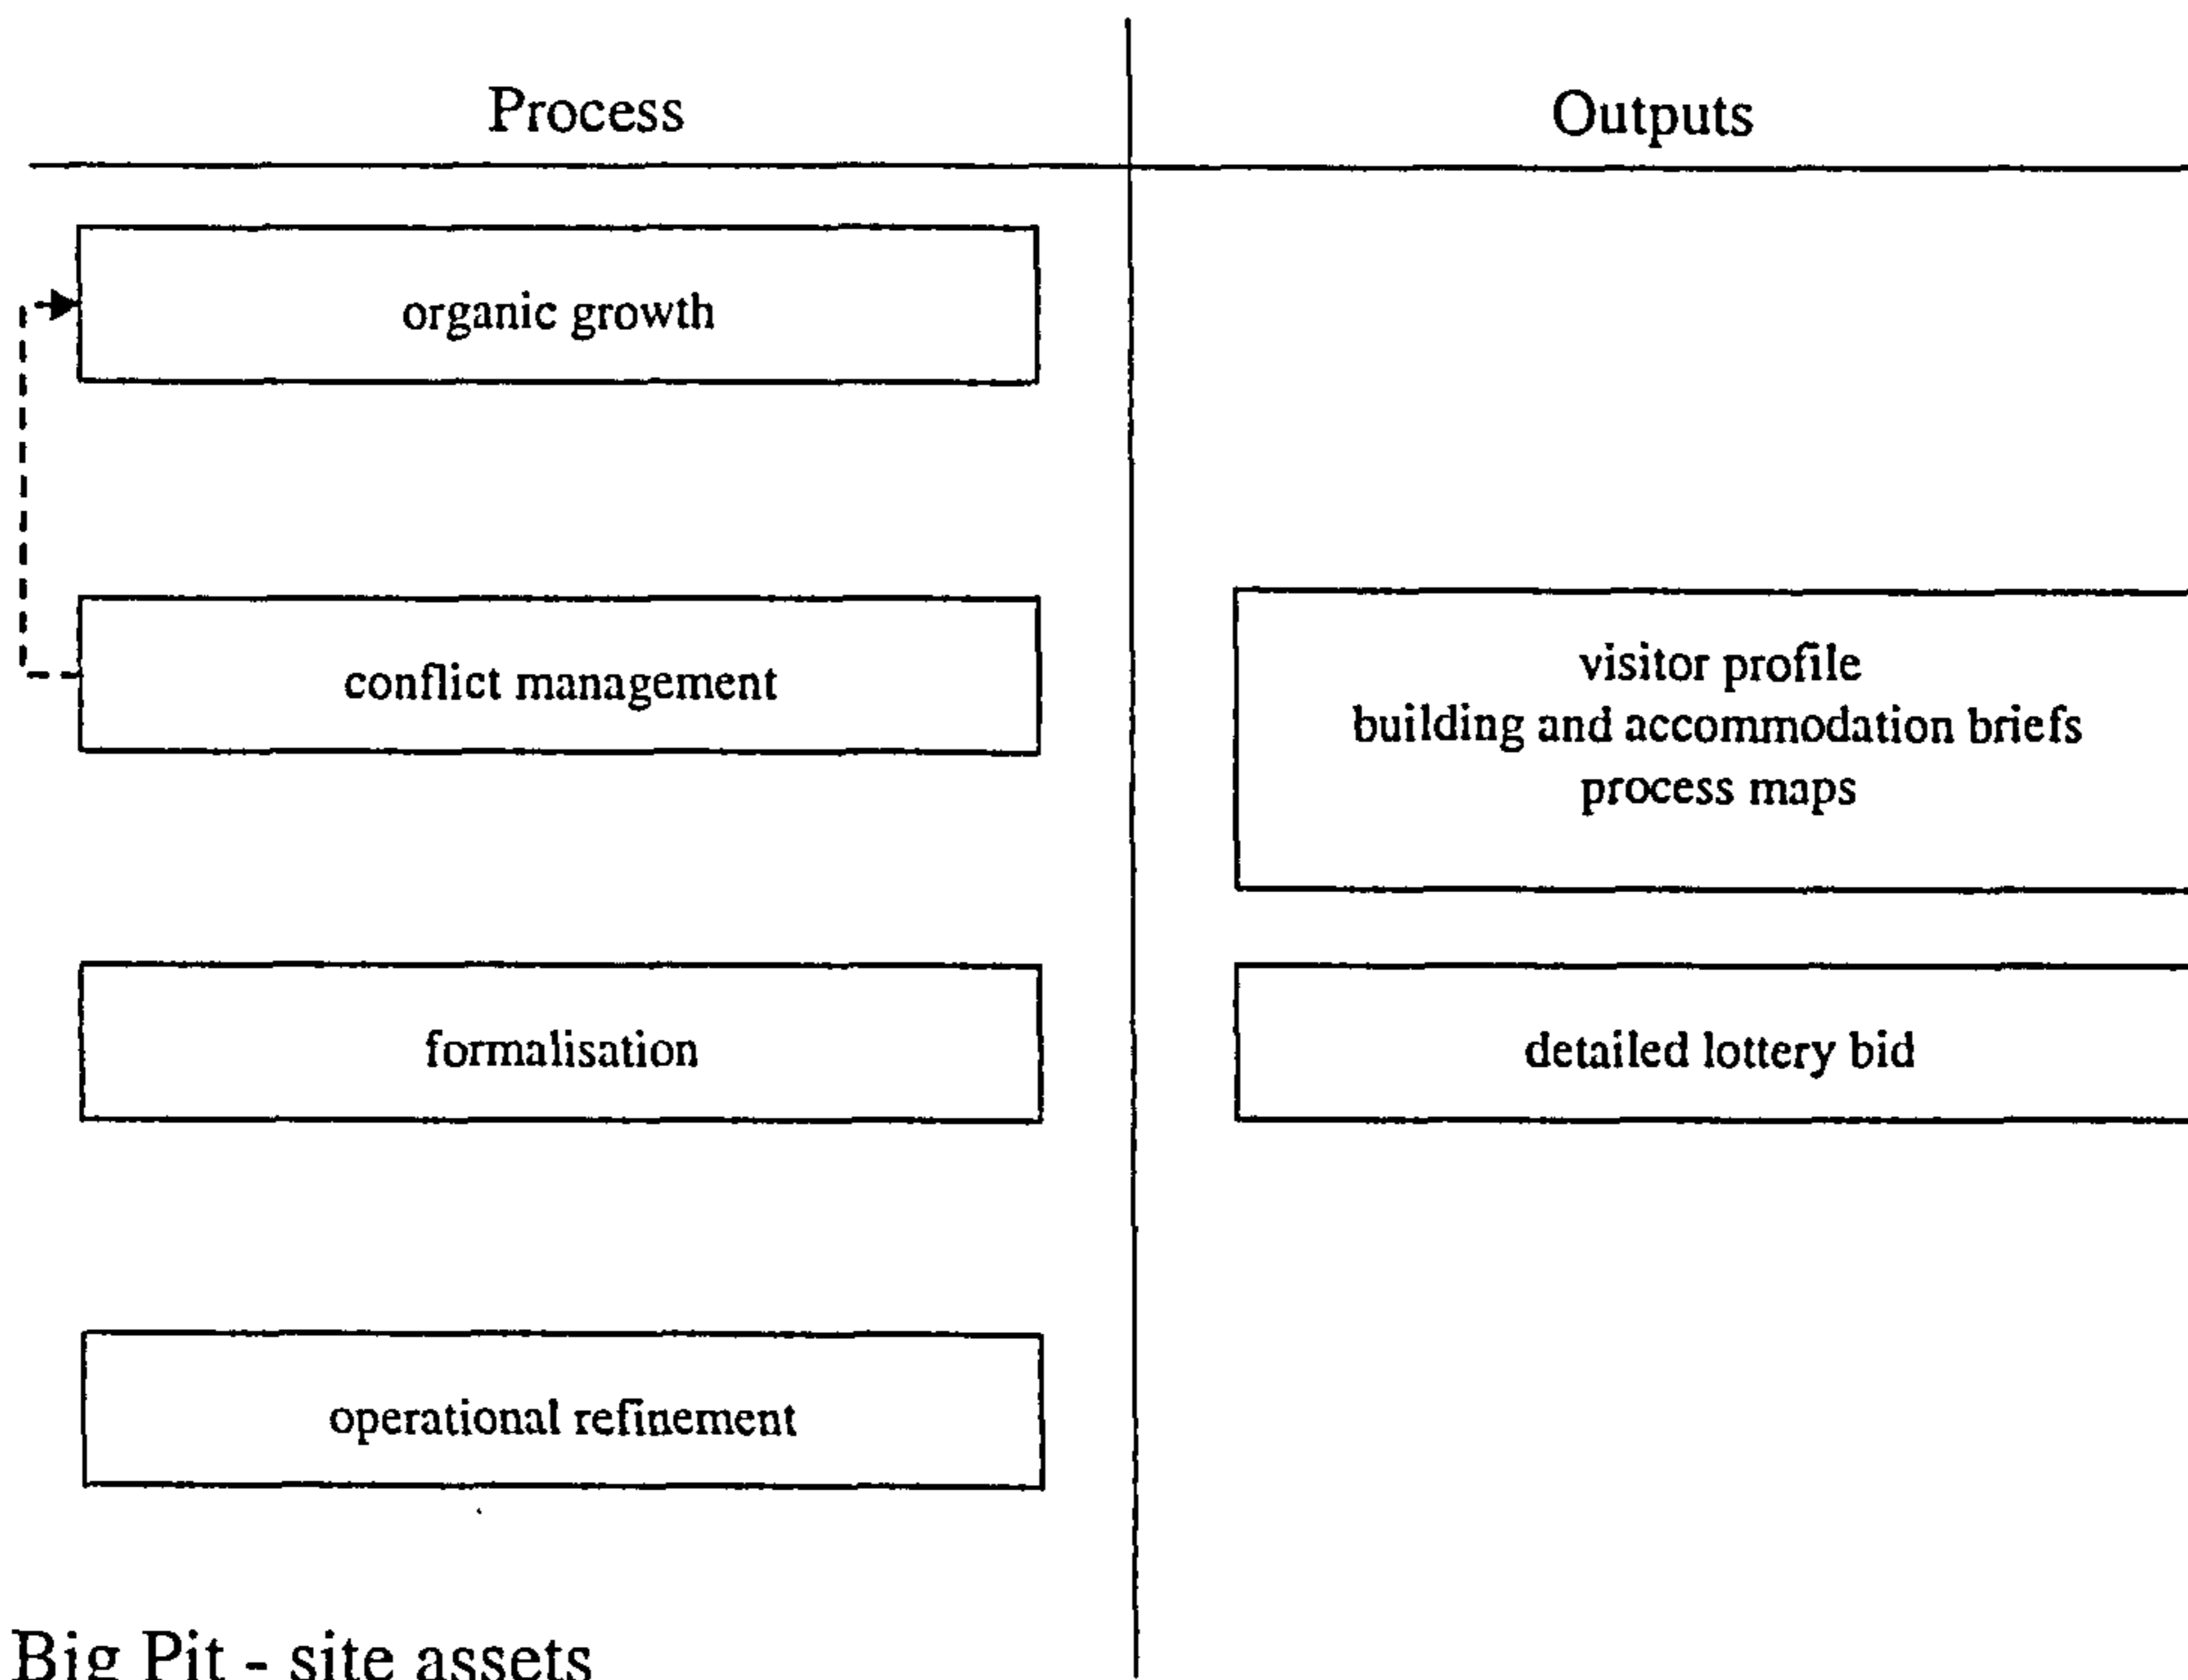 Process
Outputs
organic growth
conflict management
visitor profile
building and accommodation briefs
process maps
formalisation
detailed lottery bid
operational refinement
Big Pit - site assets